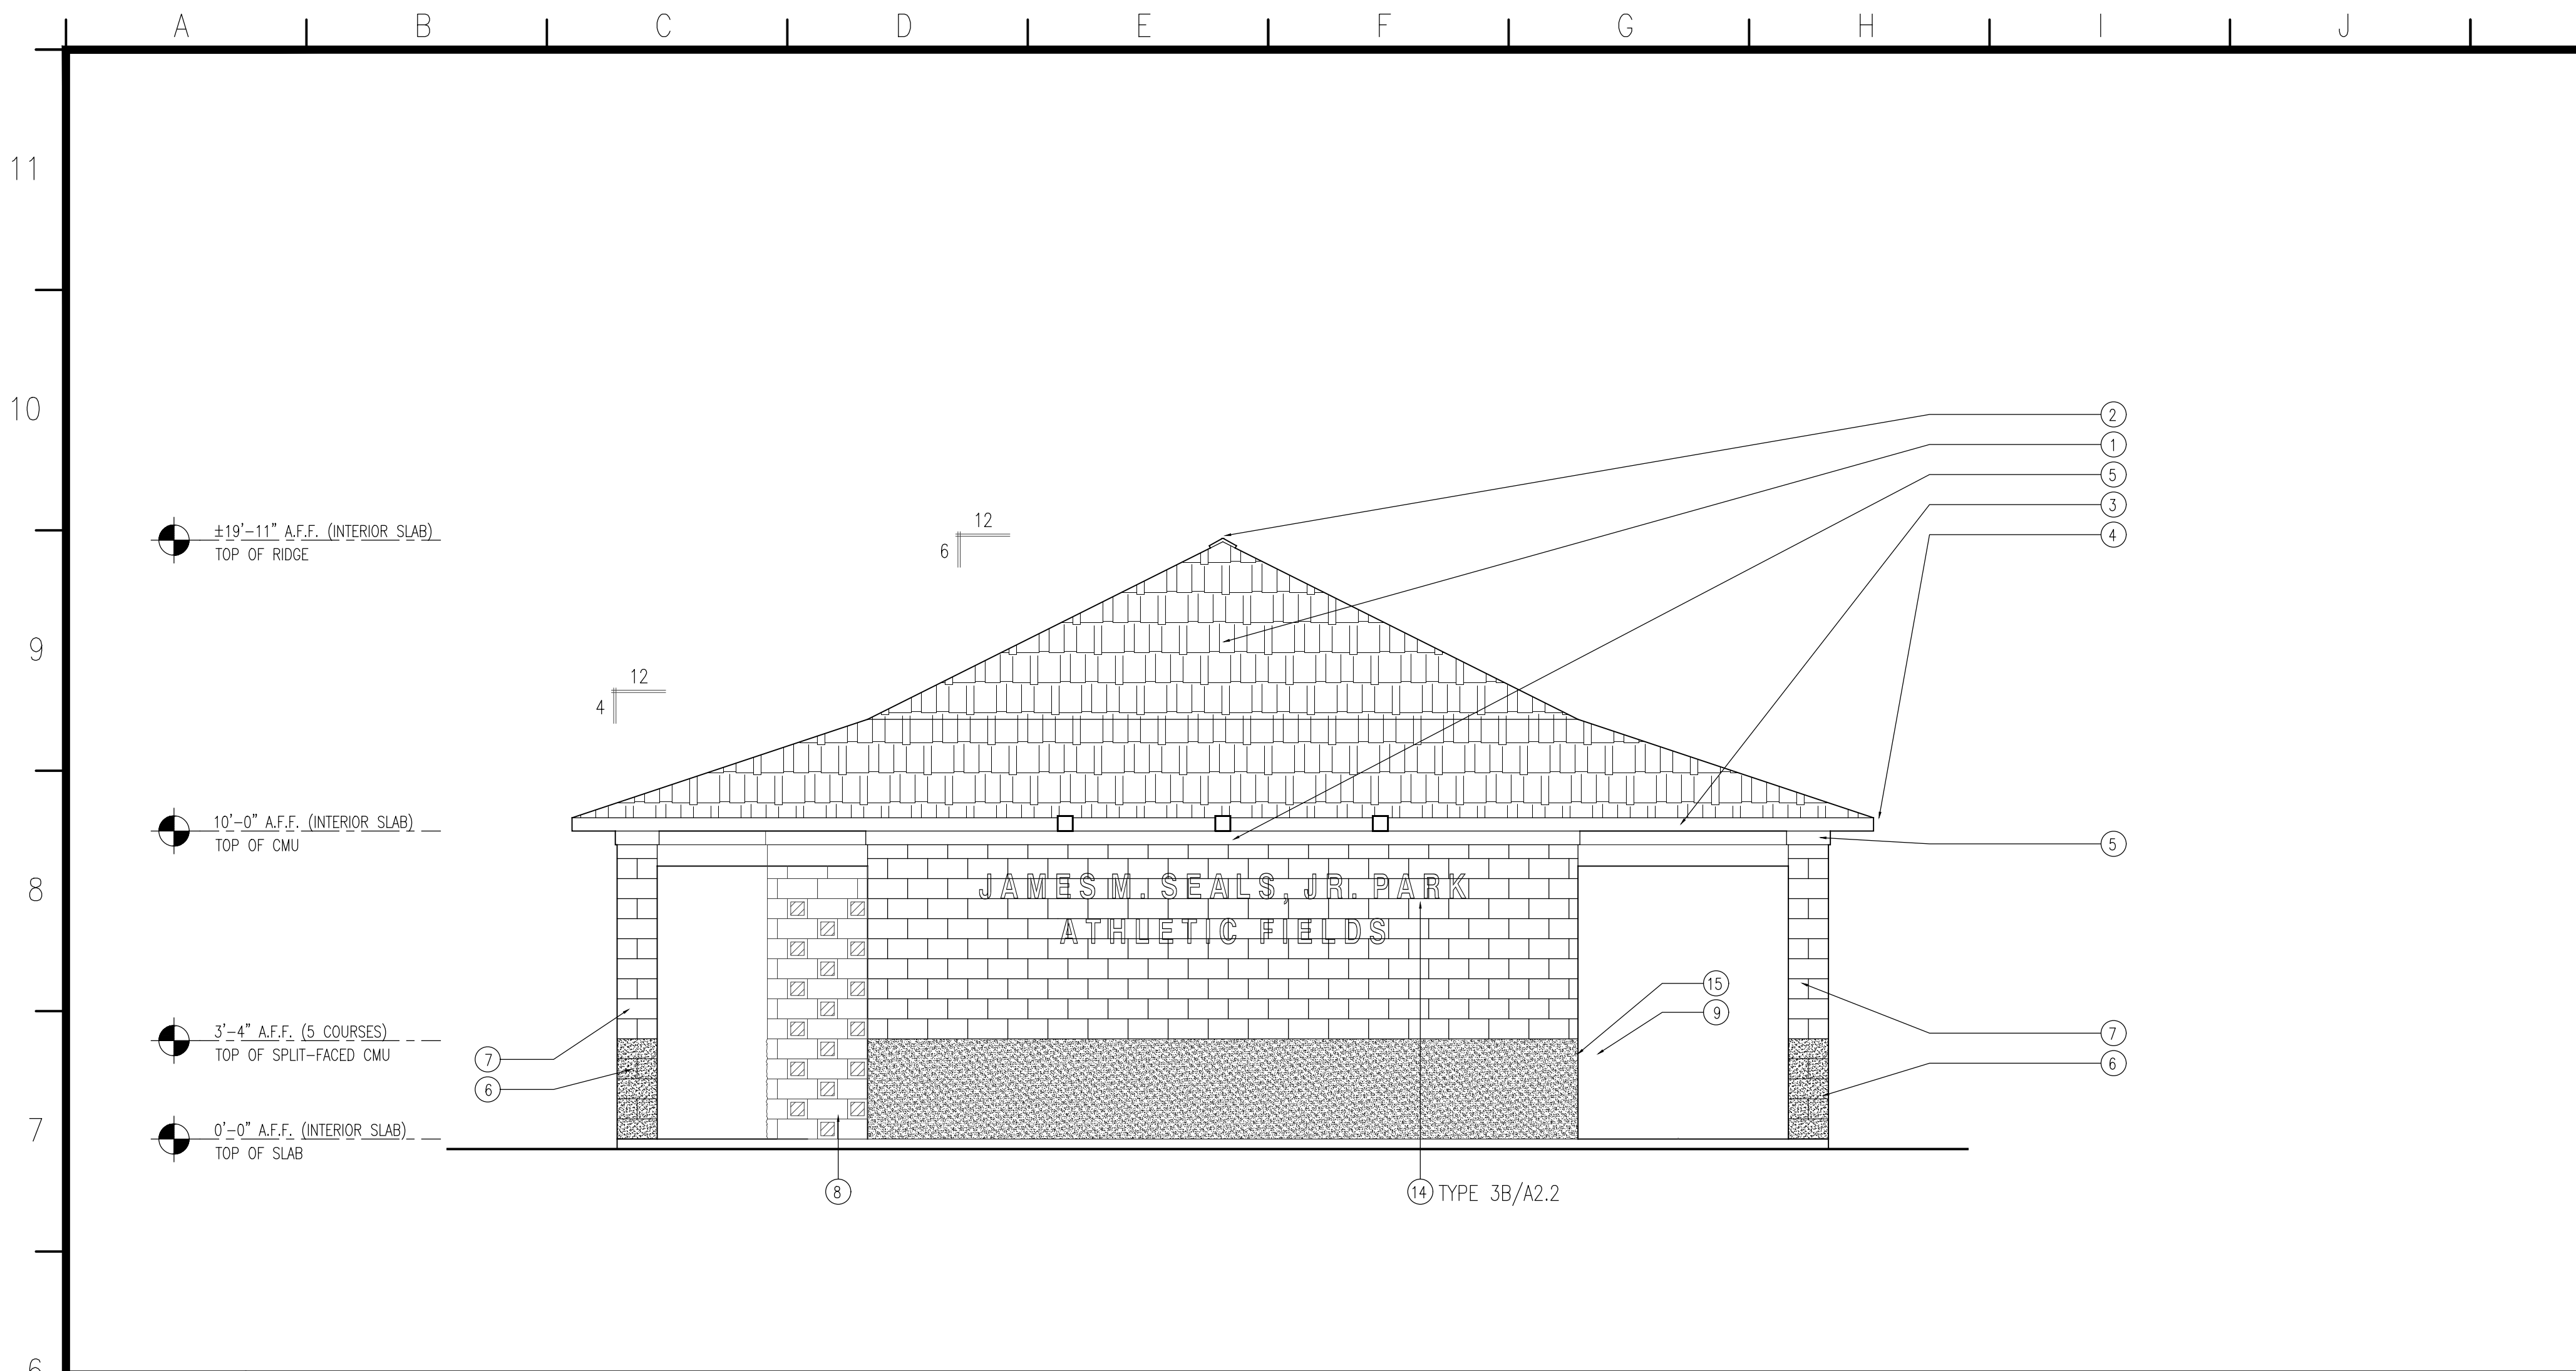 A B C D E F G H I J
11
10
9
8
7
6
2
1
5
3
4
±19'-11" A.F.F. (INTERIOR SLAB)
TOP OF RIDGE
12
6
12
4
10'-0" A.F.F. (INTERIOR SLAB)
TOP OF CMU
5
JAMES M. SEALS, JR. PARK
ATHLETIC FIELDS
15
9
3'-4" A.F.F. (5 COURSES)
TOP OF SPLIT-FACED CMU
7
6
7
6
0'-0" A.F.F. (INTERIOR SLAB)
TOP OF SLAB
8
14 TYPE 3B/A2.2